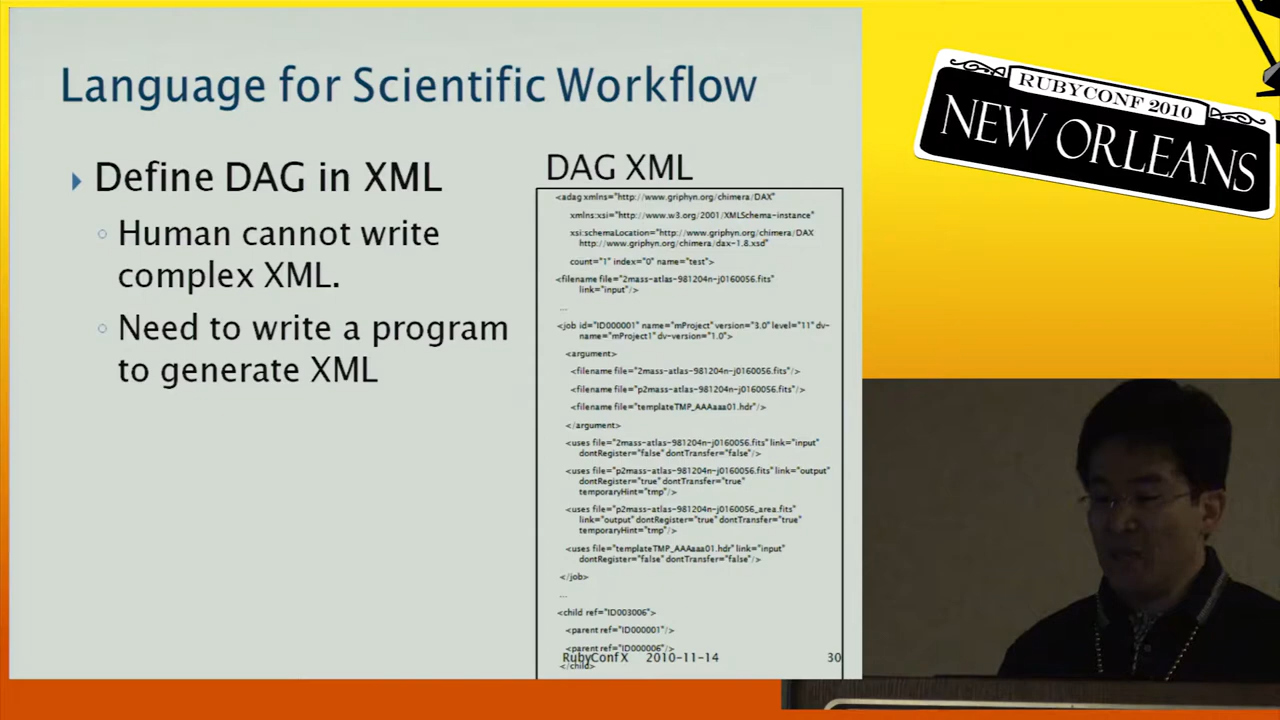 Language for Scientific Workflow
Define DAG in XML
Human cannot write
complex XML.
Need to write a program
to generate XML
DAG XML
<adag xmlns="http://www.griphyn.org/chimera/DAX"
xmlns:xsi="http://www.w3.org/2001/XMLSchema-instance"
xsi:schemaLocation="http://www.griphyn.org/chimera/DAX
http://www.griphyn.org/chimera/dax-1.8.xsd"
count="1" index="0" name="test">
<filename file="2mass-atlas-981204n-j0160056.fits"
link="input"/>
...
<job id="ID000001" name="mProject" version="3.0" level="11" dv-
name="mProject1" dv-version="1.0">
<argument>
<filename file="2mass-atlas-981204n-j0160056.fits"/>
<filename file="p2mass-atlas-981204n-j0160056.fits"/>
<filename file="templateTMP_AAAaaa01.hdr"/>
</argument>
<uses file="2mass-atlas-981204n-j0160056.fits" link="input"
dontRegister="false" dontTransfer="false"/>
<uses file="p2mass-atlas-981204n-j0160056.fits" link="output"
dontRegister="true" dontTransfer="true"
temporaryHint="tmp"/>
<uses file="p2mass-atlas-981204n-j0160056_area.fits"
link="output" dontRegister="true" dontTransfer="true"
temporaryHint="tmp"/>
<uses file="templateTMP_AAAaaa01.hdr" link="input"
dontRegister="false" dontTransfer="false"/>
</job>
...
<child ref="ID003006">
<parent ref="ID000001"/>
<parent ref="ID000006"/>
</child>
RubyConf X 2010-11-14 30
RUBYCONF 2010
NEW ORLEANS